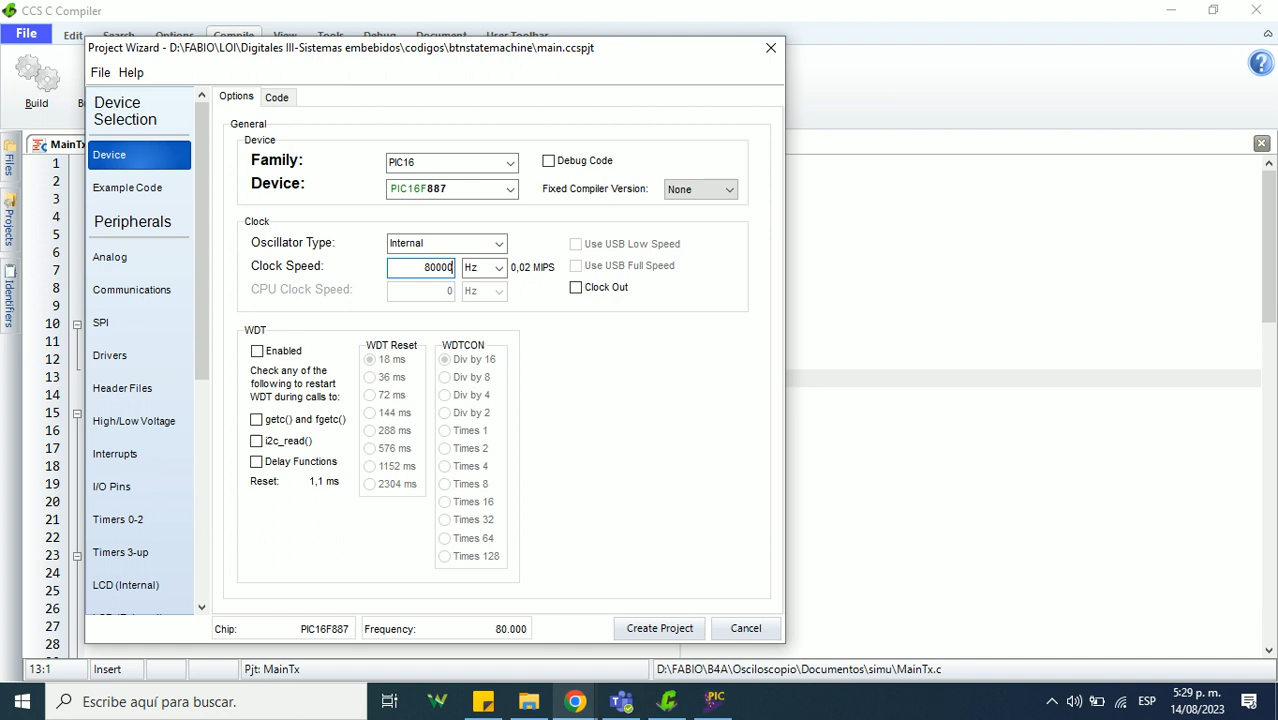 CCS C Compiler
File Edit Search Options Compile View Tools Debug Document User Toolbar
Project Wizard - D:\FABIO\LOI\Digitales III-Sistemas embebidos\codigos\btnstatemachine\main.ccspjt
File Help
Build
MainTx
Files
Projects
Identifiers
1
2
3
4
5
6
7
8
9
10
11
12
13
14
15
16
17
18
19
20
21
22
23
24
25
26
27
28
Device Selection
Device
Example Code
Peripherals
Analog
Communications
SPI
Drivers
Header Files
High/Low Voltage
Interrupts
I/O Pins
Timers 0-2
Timers 3-up
LCD (Internal)
Options Code
General
Device
Family: PIC16 Debug Code
Device: PIC16F887 Fixed Compiler Version: None
Clock
Oscillator Type: Internal Use USB Low Speed
Clock Speed: 80000 Hz 0,02 MIPS Use USB Full Speed
CPU Clock Speed: 0 Hz Clock Out
WDT
Enabled
Check any of the
following to restart
WDT during calls to:
getc() and fgetc()
i2c_read()
Delay Functions
Reset: 1,1 ms
WDT Reset
18 ms
36 ms
72 ms
144 ms
288 ms
576 ms
1152 ms
2304 ms
WDTCON
Div by 16
Div by 8
Div by 4
Div by 2
Times 1
Times 2
Times 4
Times 8
Times 16
Times 32
Times 64
Times 128
Chip: PIC16F887 Frequency: 80.000 Create Project Cancel
13:1 Insert Pjt: MainTx D:\FABIO\B4A\Osciloscopio\Documentos\simu\MainTx.c
Escribe aquí para buscar. PIC ESP 5:29 p. m.
14/08/2023